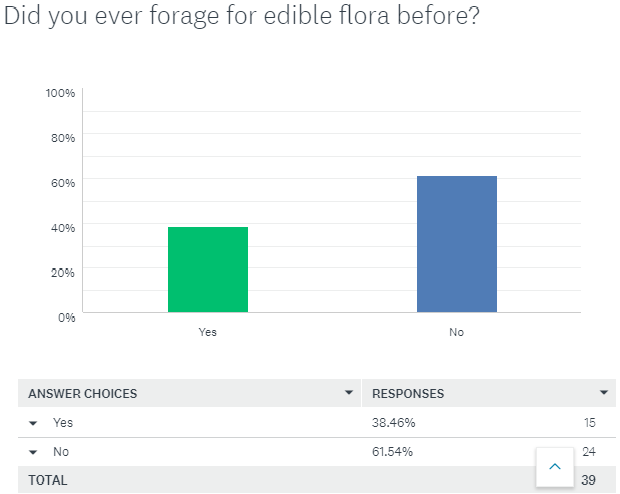 Did you ever forage for edible flora before?
100%
80%
60%
40%
20%
0%
Yes No
ANSWER CHOICES RESPONSES
Yes 38.46% 15
No 61.54% 24
TOTAL 39